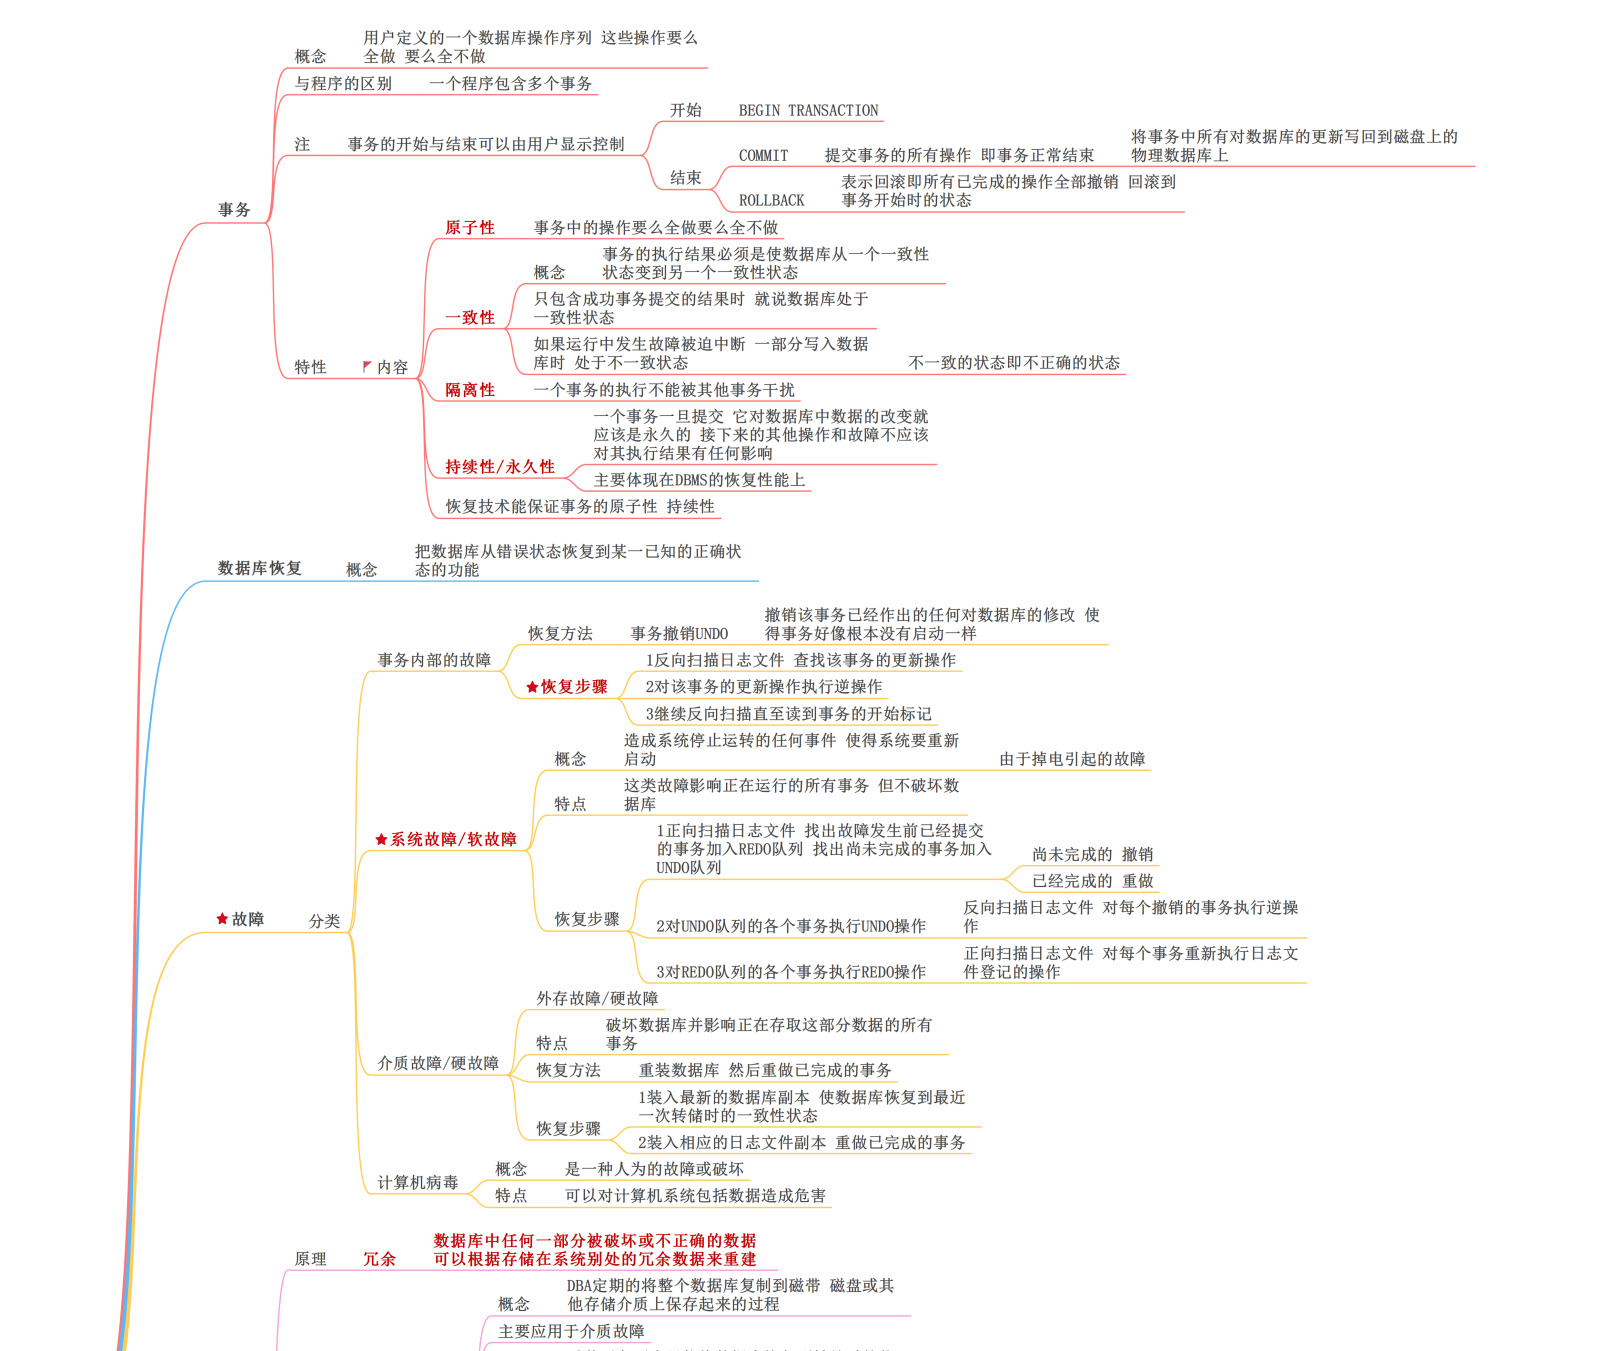 用户定义的一个数据库操作序列 这些操作要么
概念
全做 要么全不做
与程序的区别
一个程序包含多个事务
开始
BEGIN TRANSACTION
注
事务的开始与结束可以由用户显示控制
将事务中所有对数据库的更新写回到磁盘上的
COMMIT
提交事务的所有操作 即事务正常结束
物理数据库上
结束
表示回滚即所有已完成的操作全部撤销 回滚到
ROLLBACK
事务开始时的状态
事务
原子性
事务中的操作要么全做要么全不做
事务的执行结果必须是使数据库从一个一致性
概念
状态变到另一个一致性状态
只包含成功事务提交的结果时 就说数据库处于
一致性
一致性状态
如果运行中发生故障被迫中断 一部分写入数据
库时 处于不一致状态
不一致的状态即不正确的状态
特性
内容
隔离性
一个事务的执行不能被其他事务干扰
一个事务一旦提交 它对数据库中数据的改变就
应该是永久的 接下来的其他操作和故障不应该
对其执行结果有任何影响
持续性/永久性
主要体现在DBMS的恢复性能上
恢复技术能保证事务的原子性 持续性
数据库恢复
概念
把数据库从错误状态恢复到某一已知的正确状
态的功能
撤销该事务已经作出的任何对数据库的修改 使
恢复方法
事务撤销UNDO
得事务好像根本没有启动一样
事务内部的故障
1反向扫描日志文件 查找该事务的更新操作
恢复步骤
2对该事务的更新操作执行逆操作
3继续反向扫描直至读到事务的开始标记
造成系统停止运转的任何事件 使得系统要重新
概念
启动
由于掉电引起的故障
这类故障影响正在运行的所有事务 但不破坏数
特点
据库
系统故障/软故障
1正向扫描日志文件 找出故障发生前已经提交
的事务加入REDO队列 找出尚未完成的事务加入
UNDO队列
尚未完成的 撤销
已经完成的 重做
恢复步骤
反向扫描日志文件 对每个撤销的事务执行逆操
2对UNDO队列的各个事务执行UNDO操作
作
正向扫描日志文件 对每个事务重新执行日志文
3对REDO队列的各个事务执行REDO操作
件登记的操作
故障
分类
外存故障/硬故障
破坏数据库并影响正在存取这部分数据的所有
特点
事务
介质故障/硬故障
恢复方法
重装数据库 然后重做已完成的事务
1装入最新的数据库副本 使数据库恢复到最近
一次转储时的一致性状态
恢复步骤
2装入相应的日志文件副本 重做已完成的事务
计算机病毒
概念
是一种人为的故障或破坏
特点
可以对计算机系统包括数据造成危害
原理
冗余
数据库中任何一部分被破坏或不正确的数据
可以根据存储在系统别处的冗余数据来重建
DBA定期的将整个数据库复制到磁带 磁盘或其
概念
他存储介质上保存起来的过程
主要应用于介质故障